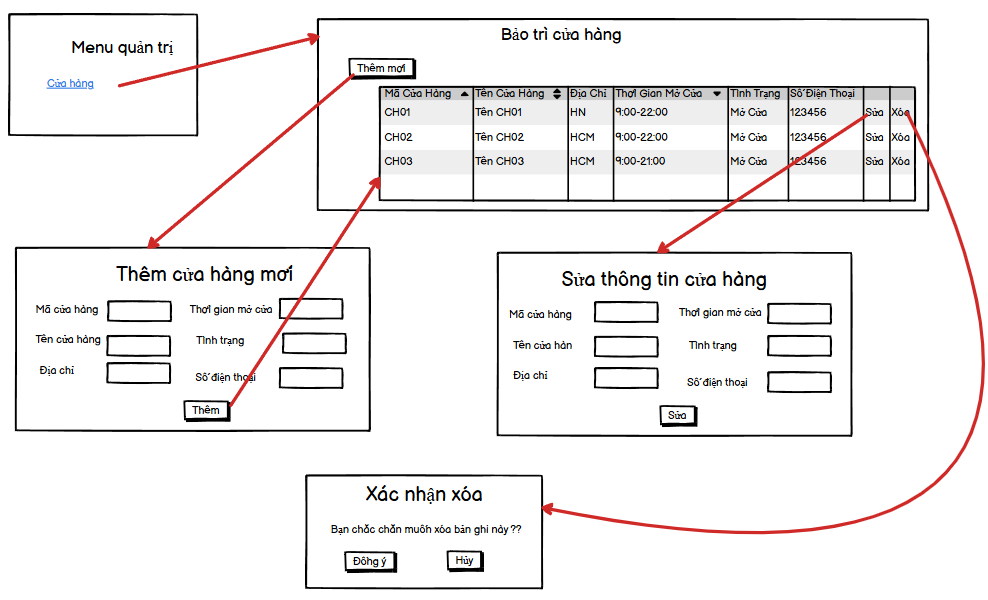 Menu quản trị
Cửa hàng
Bảo trì cửa hàng
Thêm mới
Mã Cửa Hàng Tên Cửa Hàng Địa Chỉ Thời Gian Mở Cửa Tình Trạng Số Điện Thoại
CH01 Tên CH01 HN 9:00-22:00 Mở Cửa 123456 Sửa Xóa
CH02 Tên CH02 HCM 9:00-22:00 Mở Cửa 123456 Sửa Xóa
CH03 Tên CH03 HCM 9:00-21:00 Mở Cửa 123456 Sửa Xóa
Thêm cửa hàng mới
Mã cửa hàng Thời gian mở cửa
Tên cửa hàng Tình trạng
Địa chỉ Số điện thoại
Thêm
Sửa thông tin cửa hàng
Mã cửa hàng Thời gian mở cửa
Tên cửa hàn Tình trạng
Địa chỉ Số điện thoại
Sửa
Xác nhận xóa
Bạn chắc chắn muốn xóa bản ghi này ??
Đồng ý Hủy